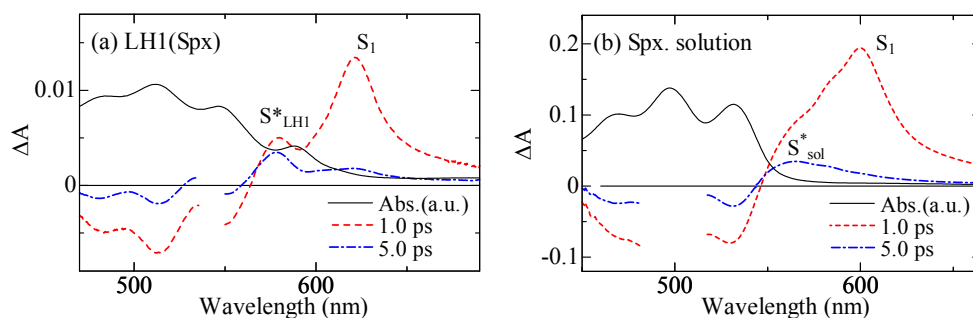 (a) LH1(Spx)
S1
S*LH1
ΔA
0.01
0
Abs.(a.u.)
1.0 ps
5.0 ps
500
600
Wavelength (nm)
(b) Spx. solution
S1
S*sol
ΔA
0.2
0.1
0
-0.1
Abs.(a.u.)
1.0 ps
5.0 ps
500
600
Wavelength (nm)